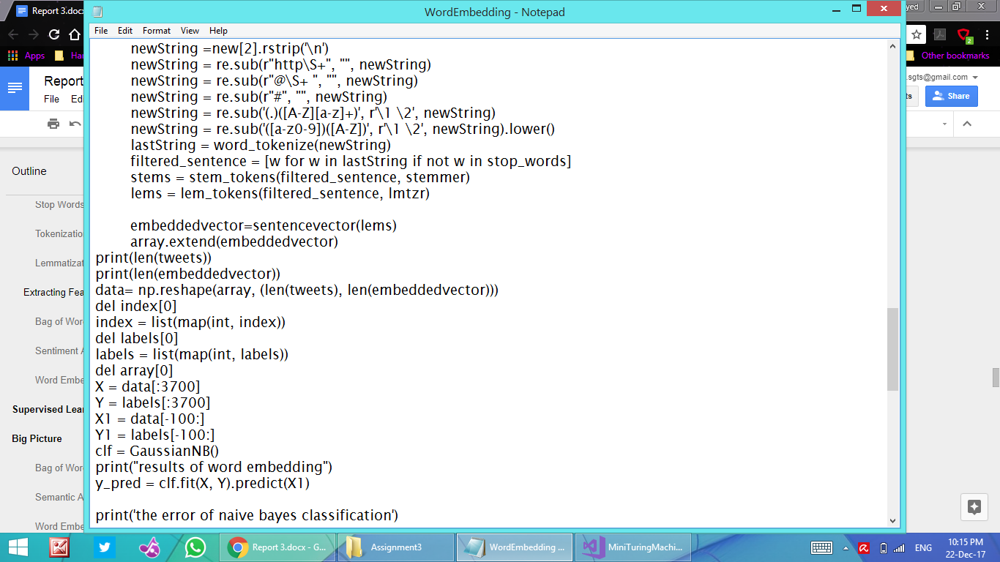 Report 3.docx
WordEmbedding - Notepad
yed
File Edit Format View Help
Apps
Other bookmarks
Report
.sgts@gmail.com
File
Share
Outline
Stop Words
Tokenizatio
Lemmatizat
Extracting Fea
Bag of Wor
Sentiment A
Word Embe
Supervised Lear
Big Picture
Bag of Wor
Semantic A
Word Embe
newString =new[2].rstrip('\n')
newString = re.sub(r"http\S+", "", newString)
newString = re.sub(r"@\S+ ", "", newString)
newString = re.sub(r"#", "", newString)
newString = re.sub('(.)([A-Z][a-z]+)', r'\1 \2', newString)
newString = re.sub('([a-z0-9])([A-Z])', r'\1 \2', newString).lower()
lastString = word_tokenize(newString)
filtered_sentence = [w for w in lastString if not w in stop_words]
stems = stem_tokens(filtered_sentence, stemmer)
lems = lem_tokens(filtered_sentence, lmtzr)
embeddedvector=sentencevector(lems)
array.extend(embeddedvector)
print(len(tweets))
print(len(embeddedvector))
data= np.reshape(array, (len(tweets), len(embeddedvector)))
del index[0]
index = list(map(int, index))
del labels[0]
labels = list(map(int, labels))
del array[0]
X = data[:3700]
Y = labels[:3700]
X1 = data[-100:]
Y1 = labels[-100:]
clf = GaussianNB()
print("results of word embedding")
y_pred = clf.fit(X, Y).predict(X1)
print('the error of naive bayes classification')
Report 3.docx - G...
Assignment3
WordEmbedding ...
MiniTuringMachi...
ENG
10:15 PM
22-Dec-17